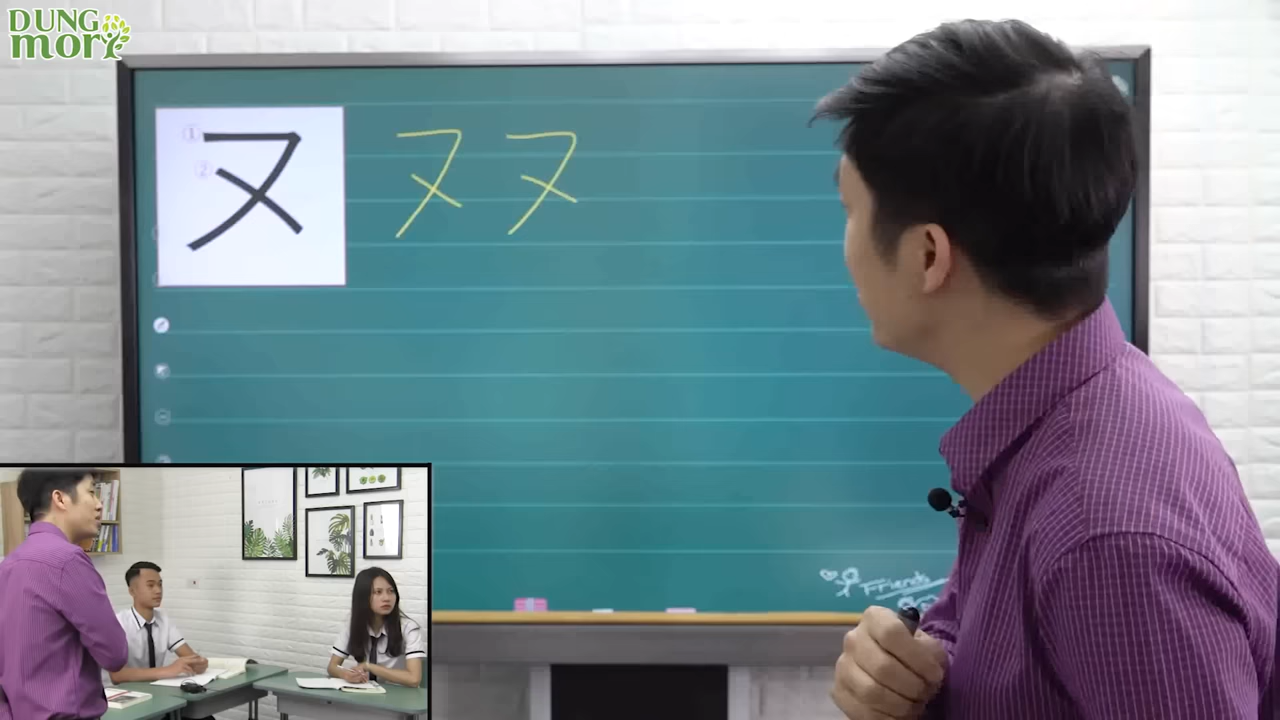 DUNG
mori
① ② ヌ ヌ ヌ
Friends